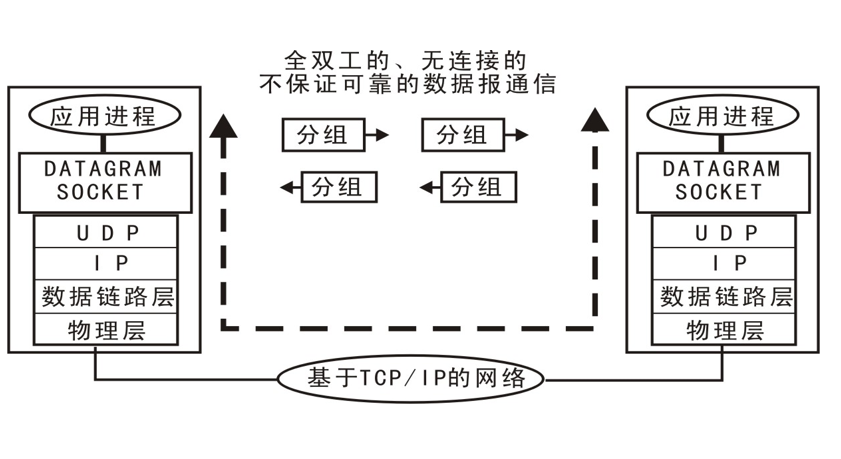 全双工的、无连接的
不保证可靠的数据报通信
应用进程
DATAGRAM
SOCKET
UDP
IP
数据链路层
物理层
分组
分组
分组
分组
应用进程
DATAGRAM
SOCKET
UDP
IP
数据链路层
物理层
基于TCP/IP的网络